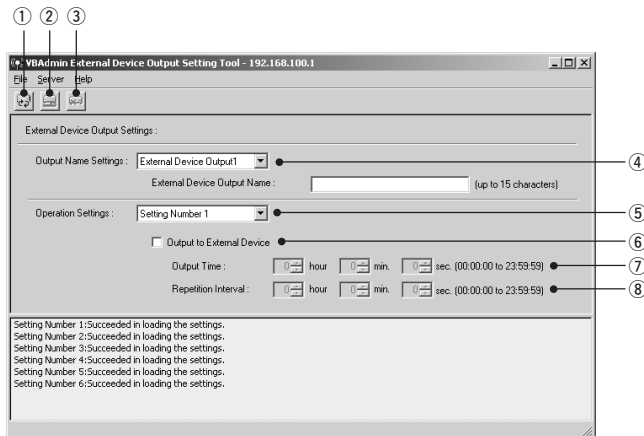 ① ② ③
VBAdmin External Device Output Setting Tool - 192.168.100.1
File Server Help
External Device Output Settings :
Output Name Settings : External Device Output1 ④
External Device Output Name : (up to 15 characters)
Operation Settings : Setting Number 1 ⑤
Output to External Device ⑥
Output Time : 0 hour 0 min. 0 sec. (00:00:00 to 23:59:59) ⑦
Repetition Interval : 0 hour 0 min. 0 sec. (00:00:00 to 23:59:59) ⑧
Setting Number 1:Succeeded in loading the settings.
Setting Number 2:Succeeded in loading the settings.
Setting Number 3:Succeeded in loading the settings.
Setting Number 4:Succeeded in loading the settings.
Setting Number 5:Succeeded in loading the settings.
Setting Number 6:Succeeded in loading the settings.